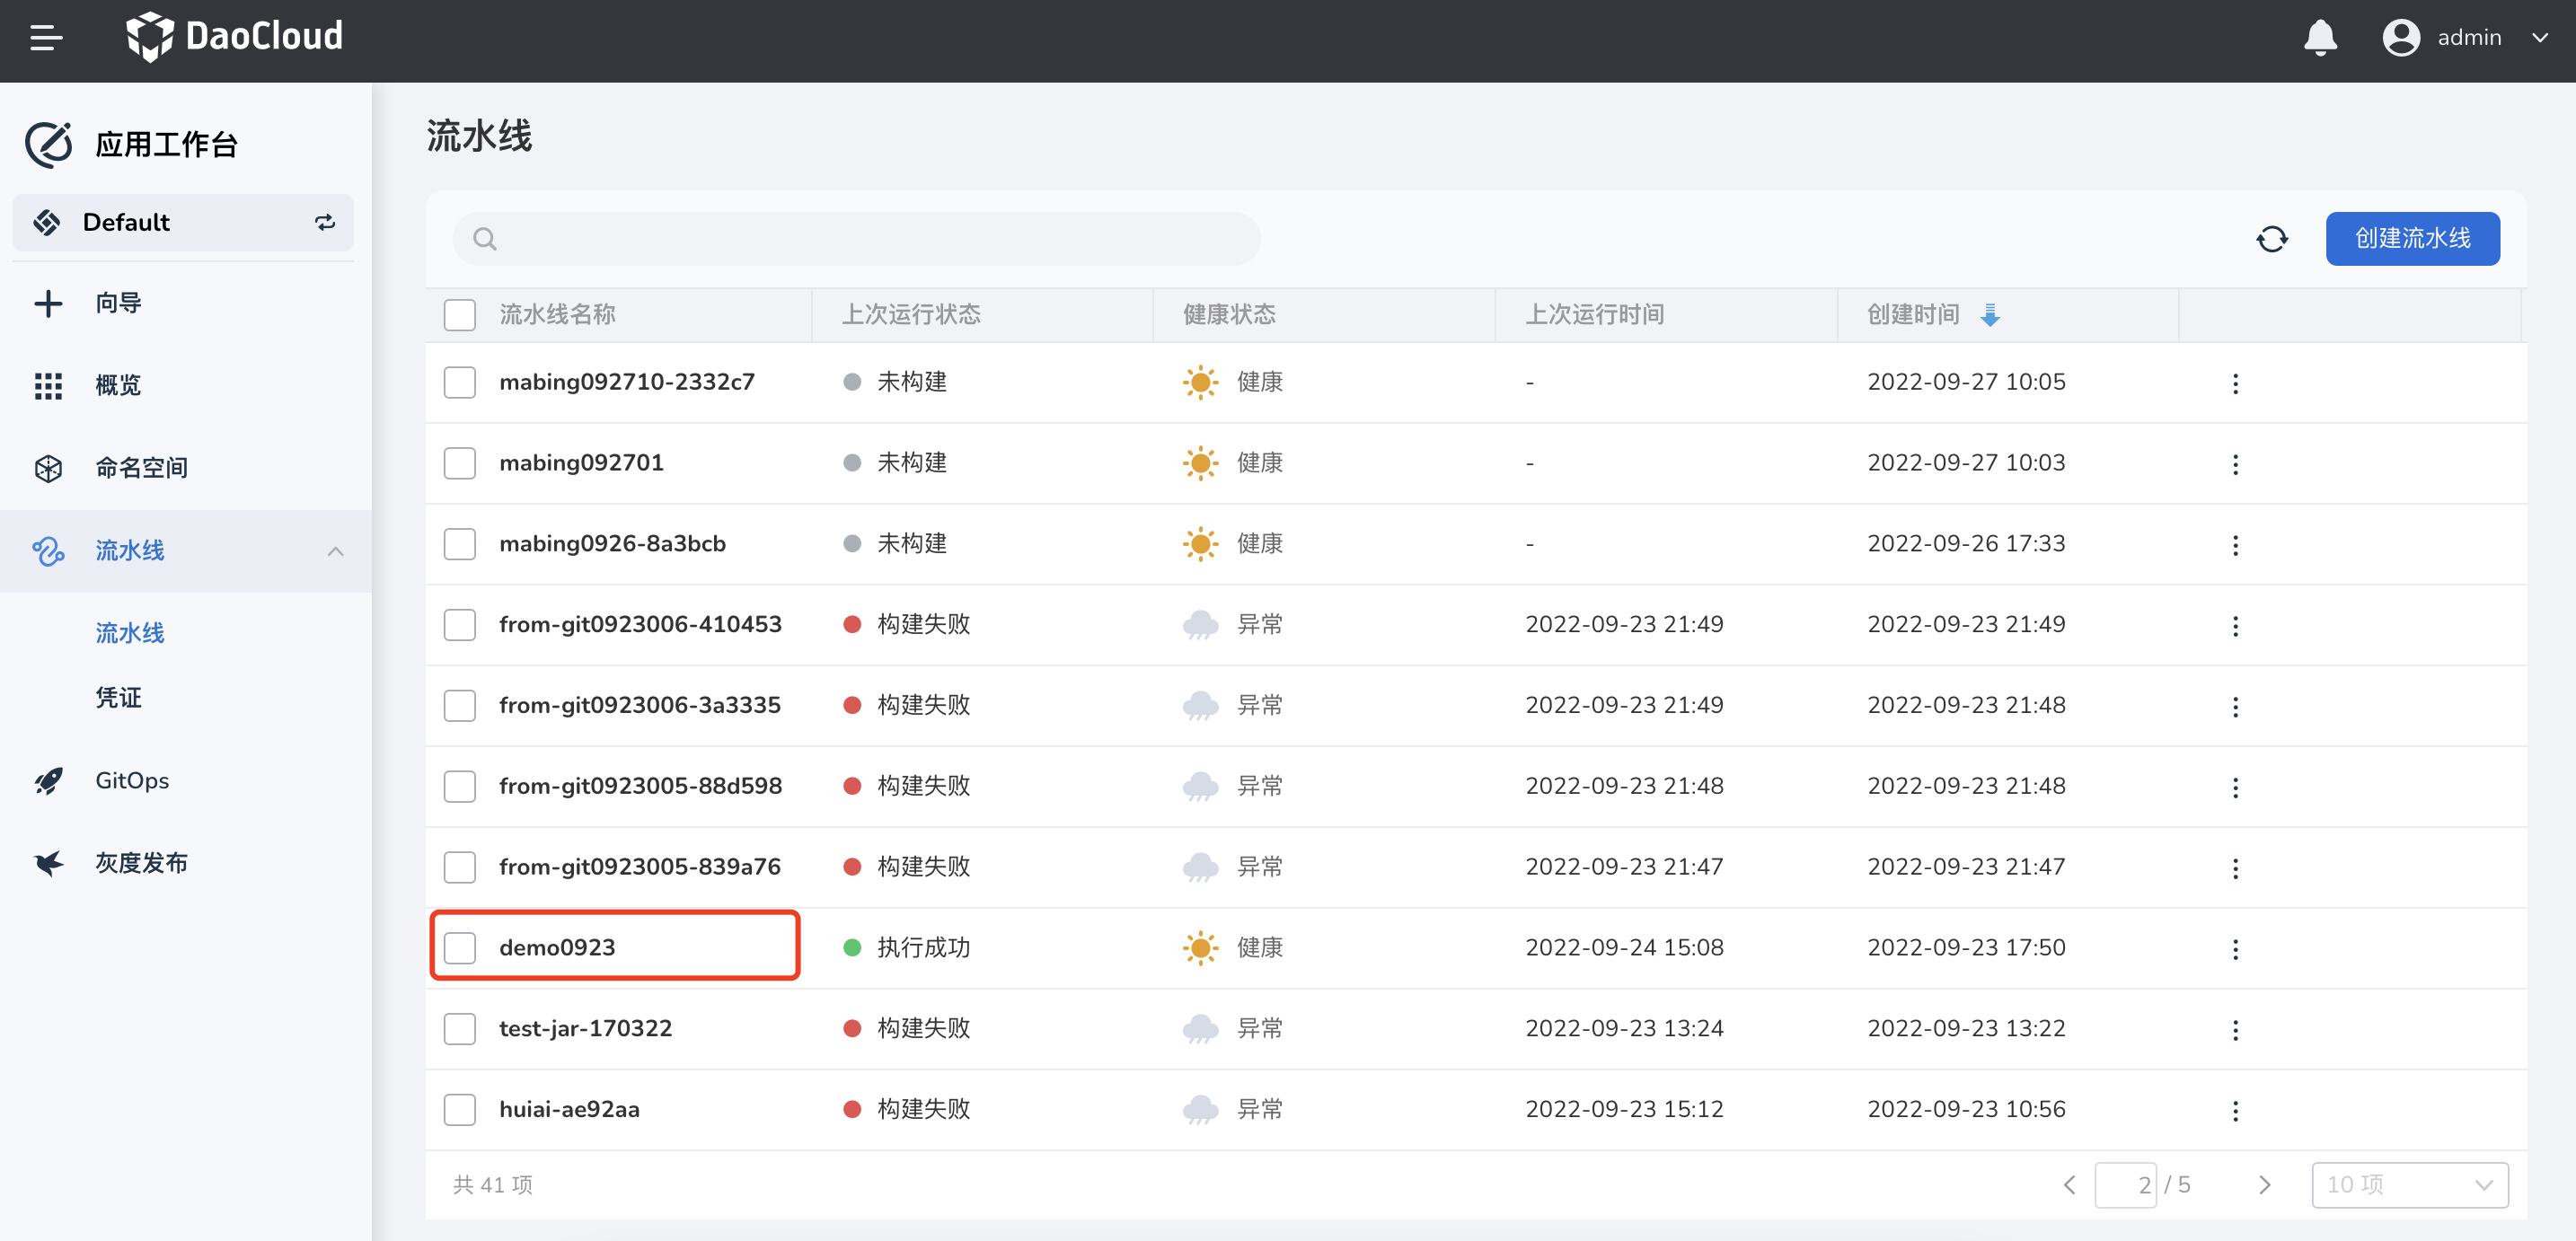 DaoCloud
admin
应用工作台
Default
向导
概览
命名空间
流水线
流水线
凭证
GitOps
灰度发布
流水线
创建流水线
流水线名称 上次运行状态 健康状态 上次运行时间 创建时间
mabing092710-2332c7 未构建 健康 - 2022-09-27 10:05
mabing092701 未构建 健康 - 2022-09-27 10:03
mabing0926-8a3bcb 未构建 健康 - 2022-09-26 17:33
from-git0923006-410453 构建失败 异常 2022-09-23 21:49 2022-09-23 21:49
from-git0923006-3a3335 构建失败 异常 2022-09-23 21:49 2022-09-23 21:48
from-git0923005-88d598 构建失败 异常 2022-09-23 21:48 2022-09-23 21:48
from-git0923005-839a76 构建失败 异常 2022-09-23 21:47 2022-09-23 21:47
demo0923 执行成功 健康 2022-09-24 15:08 2022-09-23 17:50
test-jar-170322 构建失败 异常 2022-09-23 13:24 2022-09-23 13:22
huiai-ae92aa 构建失败 异常 2022-09-23 15:12 2022-09-23 10:56
共 41 项 2 / 5 10 项